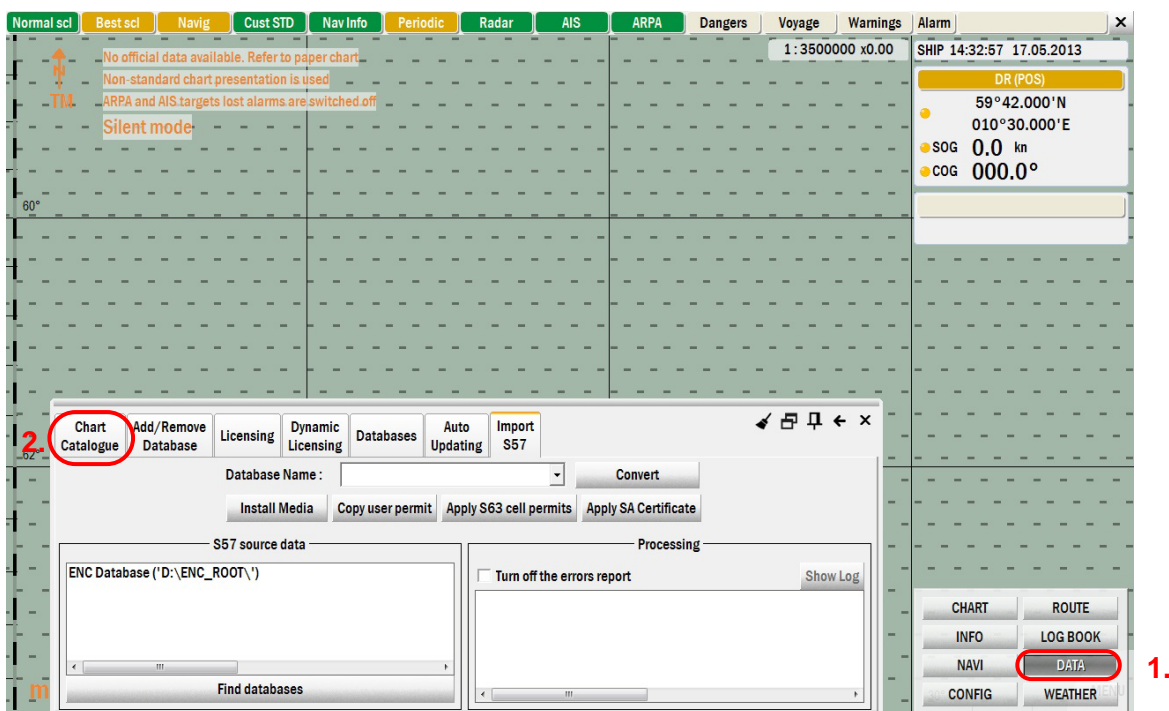 Normal scl Best scl Navig Cust STD Nav Info Periodic Radar AIS ARPA Dangers Voyage Warnings Alarm
1:3500000 x0.00
SHIP 14:32:57 17.05.2013
No official data available. Refer to paper chart
Non-standard chart presentation is used
ARPA and AIS targets lost alarms are switched off
Silent mode
N
TM
DR (POS)
59°42.000'N
010°30.000'E
SOG 0.0 kn
COG 000.0°
60°
2.
62°
Chart Catalogue
Add/Remove Database
Licensing
Dynamic Licensing
Databases
Auto Updating
Import S57
Database Name :
Convert
Install Media Copy user permit Apply S63 cell permits Apply SA Certificate
S57 source data
Processing
ENC Database ('D:\ENC_ROOT\')
Turn off the errors report
Show Log
Find databases
m
CHART ROUTE
INFO LOG BOOK
NAVI DATA
1.
CONFIG WEATHER